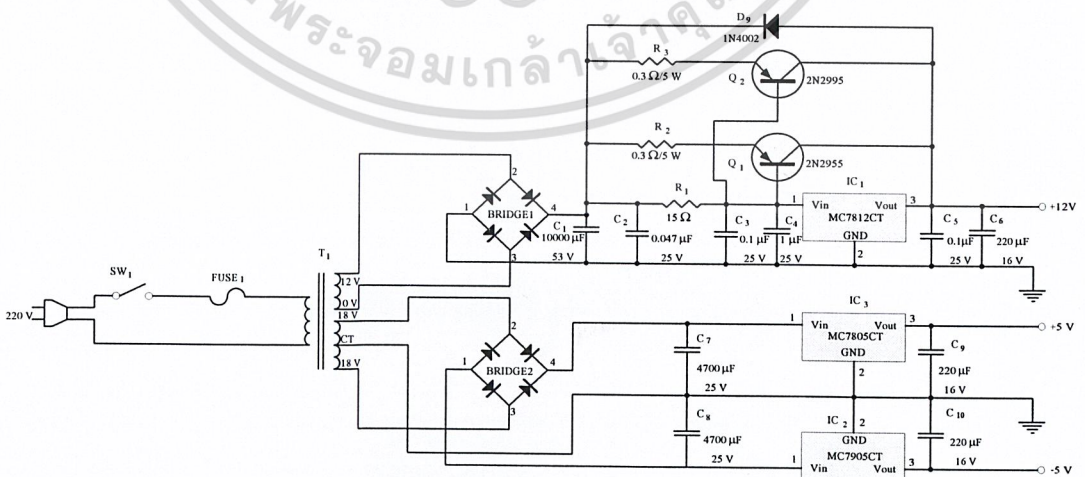 พระจอมเกล้าเจ้าคุณ
D9
1N4002
R3
0.3 Ω/5 W
Q2
2N2995
R2
0.3 Ω/5 W
Q1
2N2955
R1
15 Ω
IC1
Vin
Vout
MC7812CT
GND
1
3
2
+12V
2
1
BRIDGE1
4
3
C1
10000 µF
53 V
C2
0.047 µF
25 V
C3
0.1 µF
25 V
C4
1 µF
25 V
C5
0.1µF
25 V
C6
220 µF
16 V
220 V
SW1
FUSE1
T1
12 V
0 V
18 V
CT
18 V
2
1
BRIDGE2
4
3
C7
4700 µF
25 V
C8
4700 µF
25 V
IC3
1
Vin
Vout
3
MC7805CT
GND
2
+5 V
C9
220 µF
16 V
IC2
2
GND
MC7905CT
1
Vin
Vout
3
C10
220 µF
16 V
-5 V